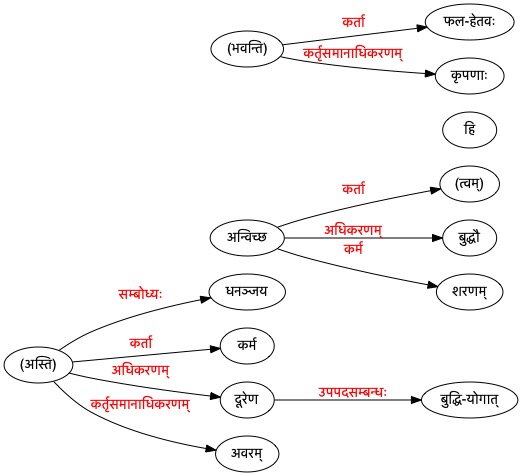 कर्ता
फल-हेतवः
(भवन्ति)
कर्तृसमानाधिकरणम्
कृपणाः
हि
कर्ता
(त्वम्)
अन्विच्छ
अधिकरणम्
बुद्धौ
कर्म
शरणम्
सम्बोध्यः
धनञ्जय
(अस्ति)
कर्ता
कर्म
अधिकरणम्
दूरेण
उपपदसम्बन्धः
बुद्धि-योगात्
कर्तृसमानाधिकरणम्
अवरम्